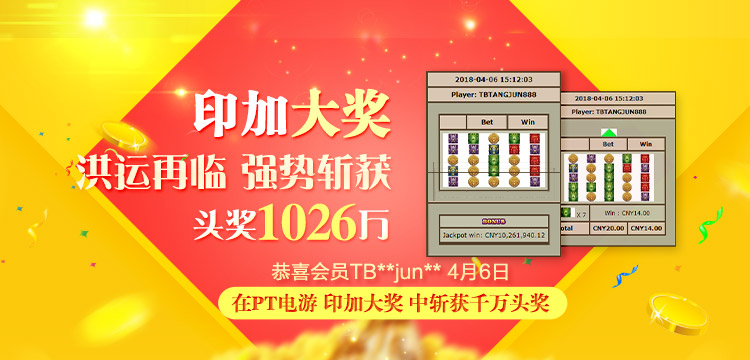 印加大奖
洪运再临 强势斩获
头奖1026万
恭喜会员TB**jun** 4月6日
在PT电游 印加大奖 中斩获千万头奖
2018-04-06 15:12:03
Player: TBTANGJUN888
Bet Win
BONUS
Jackpot win: CNY10,261,940.12
2018-04-06 15:12:03
Player: TBTANGJUN888
Bet Win
X 7 Win : CNY14.00
otal CNY20.00 CNY14.00